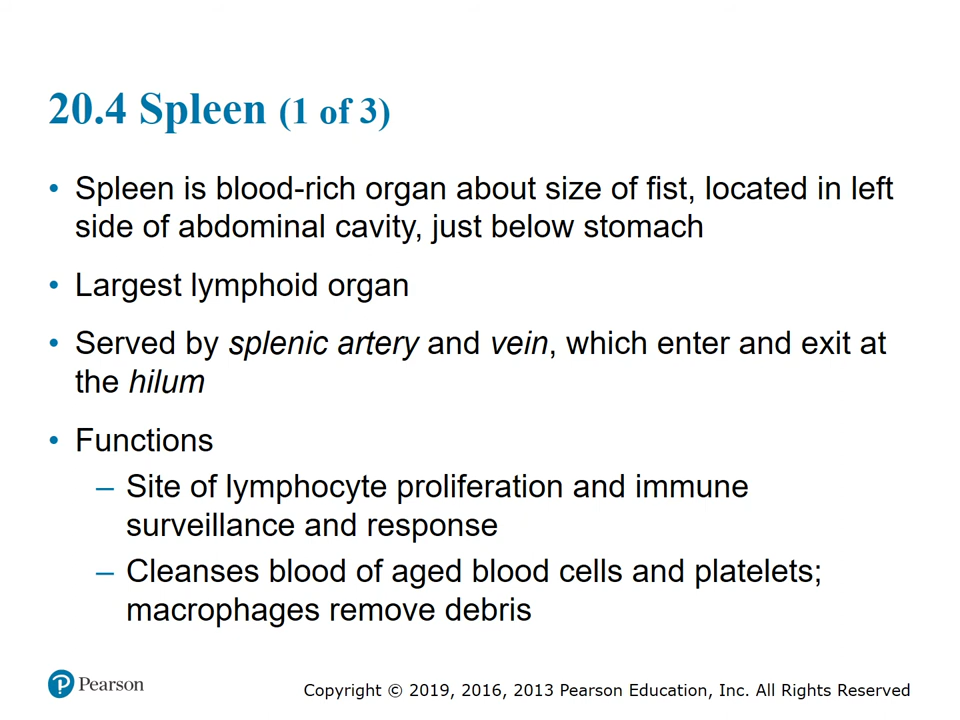 20.4 Spleen (1 of 3)
• Spleen is blood-rich organ about size of fist, located in left
side of abdominal cavity, just below stomach
• Largest lymphoid organ
• Served by splenic artery and vein, which enter and exit at
the hilum
• Functions
– Site of lymphocyte proliferation and immune
surveillance and response
– Cleanses blood of aged blood cells and platelets;
macrophages remove debris
Pearson
Copyright © 2019, 2016, 2013 Pearson Education, Inc. All Rights Reserved